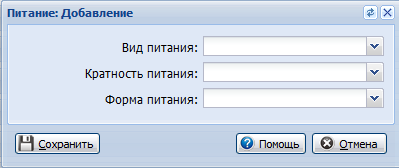 Питание: Добавление
Вид питания:
Кратность питания:
Форма питания:
Сохранить Помощь Отмена